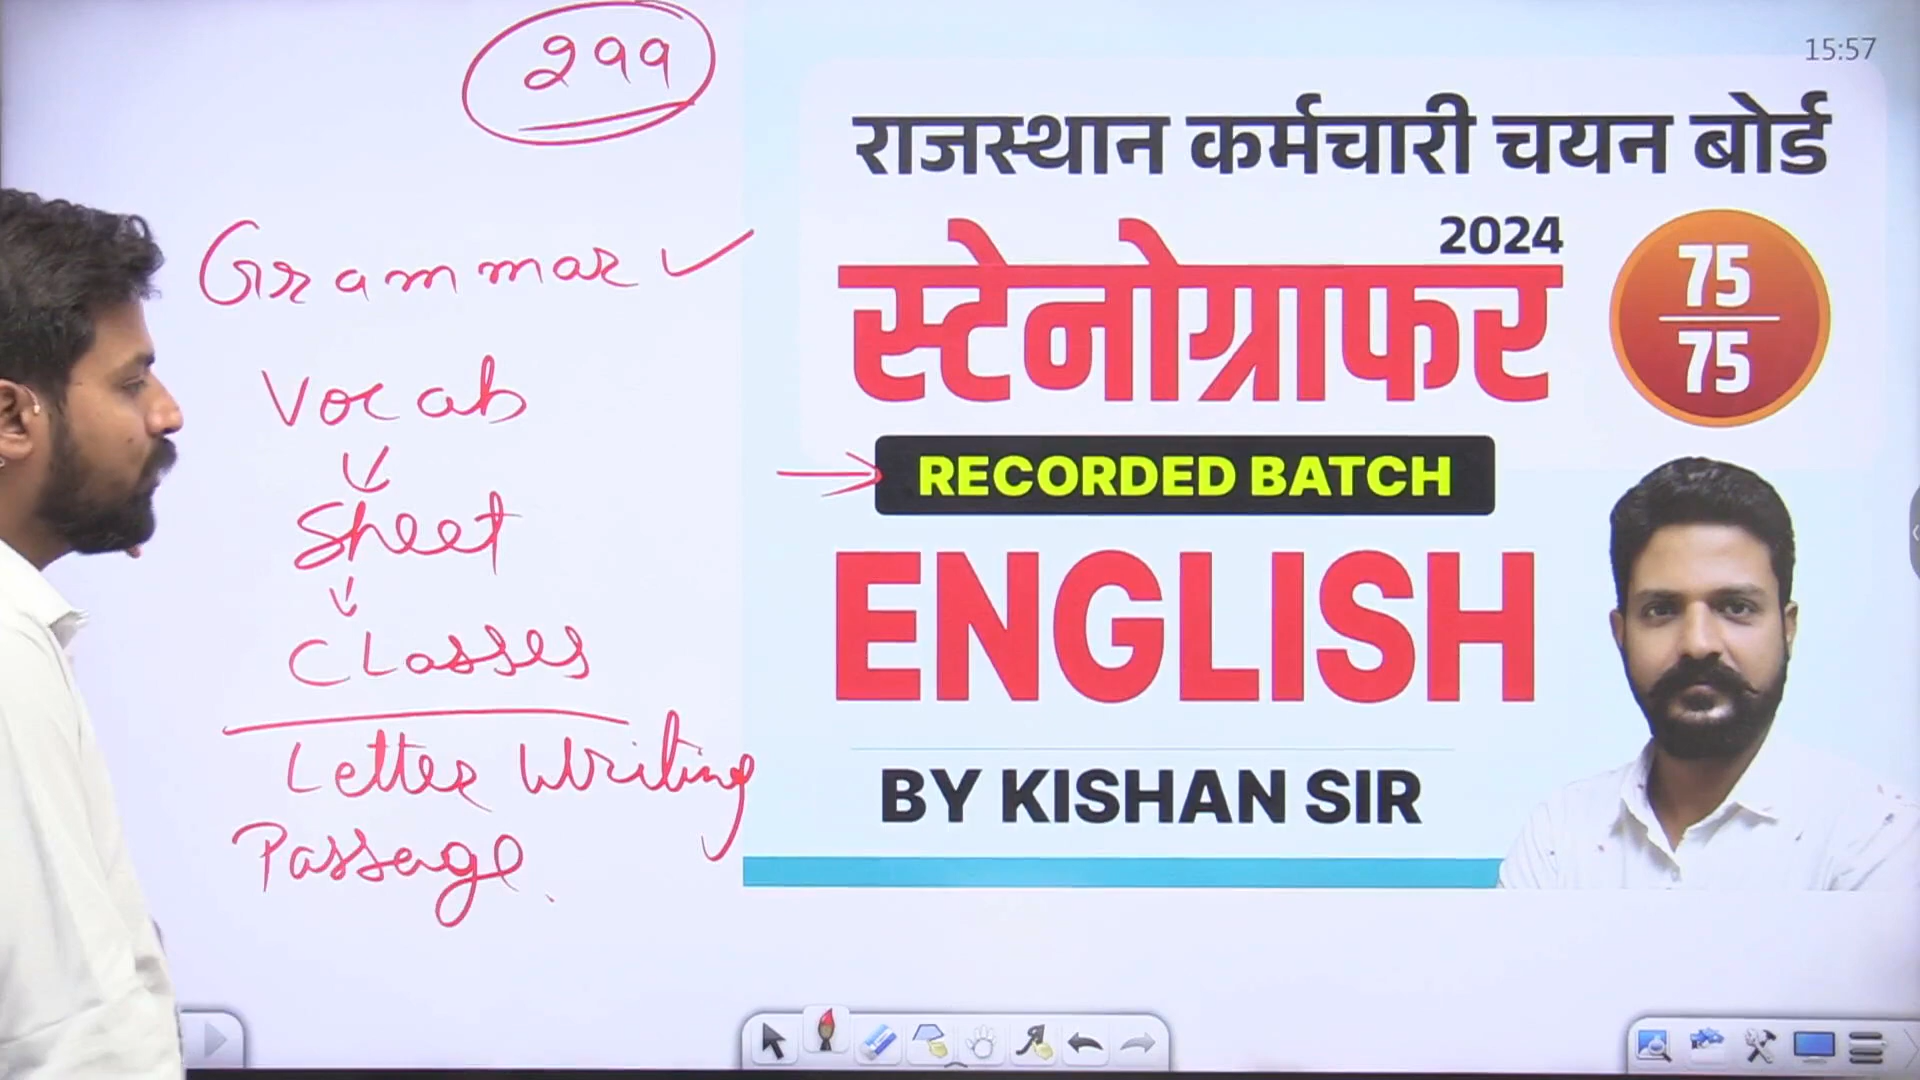 299
Grammar
Vocab
Sheet
Classes
Letter Writing
Passage
15:57
राजस्थान कर्मचारी चयन बोर्ड
2024
स्टेनोग्राफर
75
75
RECORDED BATCH
ENGLISH
BY KISHAN SIR